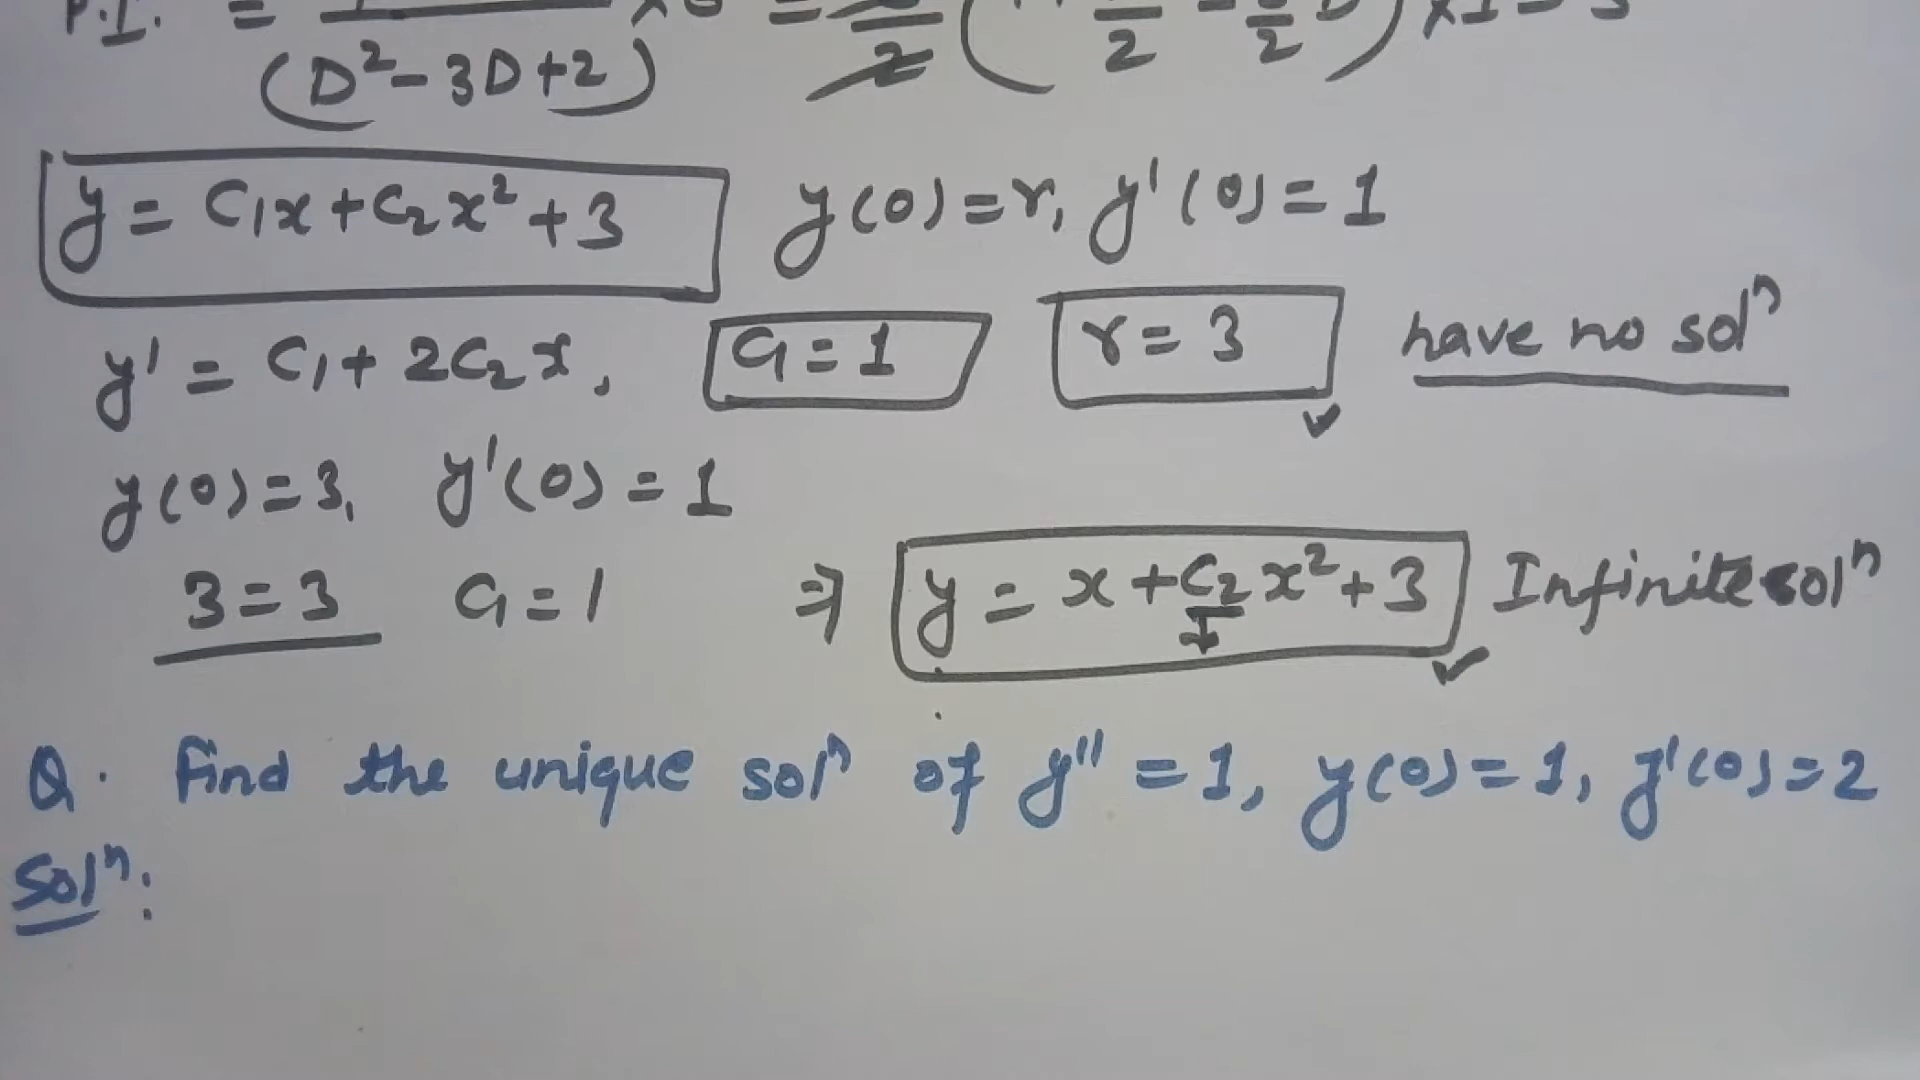 P.I. =
(D²-3D+2)
y = C₁x+C₂x²+3 y(0)=r, y'(0)=1
y' = C₁+2C₂x, C₁=1 r=3 have no solⁿ
y(0)=3, y'(0)=1
3=3 C₁=1 ⇒ y=x+C₂x²+3 Infinite solⁿ
Q. Find the unique solⁿ of y''=1, y(0)=1, y'(0)=2
Solⁿ: